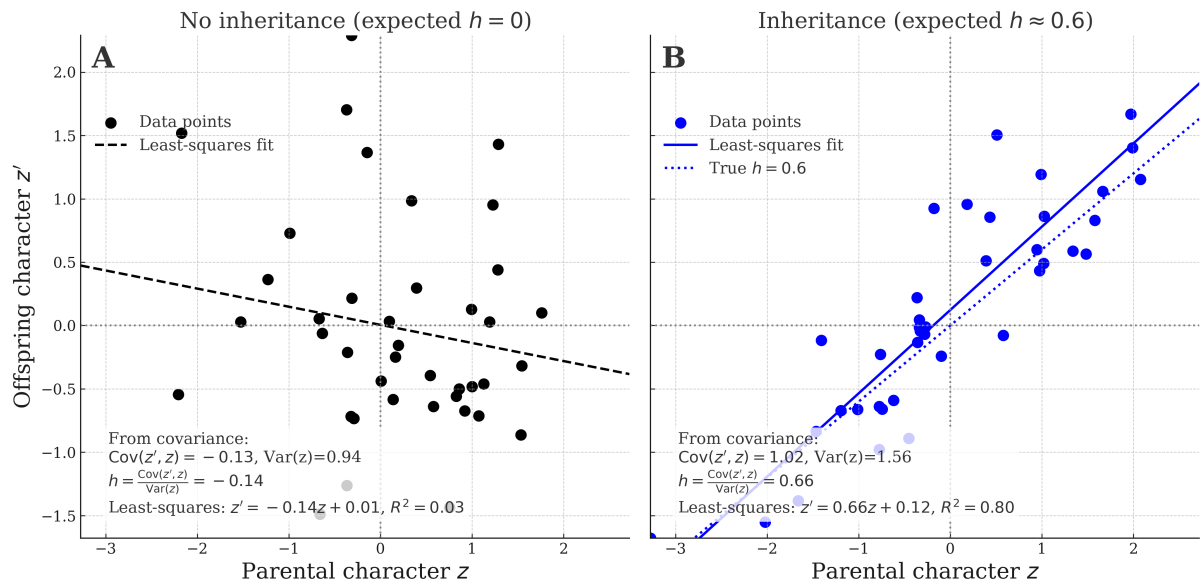 No inheritance (expected h = 0)
A
Data points
Least-squares fit
From covariance:
Cov(z′, z) = −0.13, Var(z)=0.94
h = Cov(z′, z)/Var(z) = −0.14
Least-squares: z′ = −0.14z + 0.01, R² = 0.03
2.0
1.5
1.0
0.5
0.0
−0.5
−1.0
−1.5
Offspring character z′
−3 −2 −1 0 1 2
Parental character z
Inheritance (expected h ≈ 0.6)
B
Data points
Least-squares fit
True h = 0.6
From covariance:
Cov(z′, z) = 1.02, Var(z)=1.56
h = Cov(z′, z)/Var(z) = 0.66
Least-squares: z′ = 0.66z + 0.12, R² = 0.80
−3 −2 −1 0 1 2
Parental character z